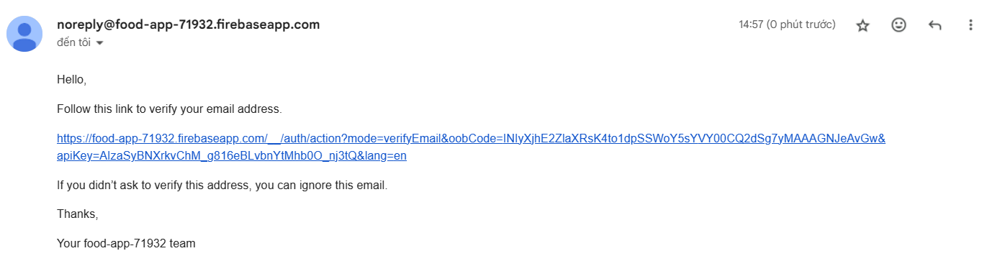 noreply@food-app-71932.firebaseapp.com
14:57 (0 phút trước)
đến tôi
Hello,
Follow this link to verify your email address.
https://food-app-71932.firebaseapp.com/__/auth/action?mode=verifyEmail&oobCode=INIyXjhE2ZlaXRsK4to1dpSSWoY5sYVY00CQ2dSg7yMAAAGNJeAvGw&
apiKey=AIzaSyBNXrkvChM_g816eBLvbnYtMhb0O_nj3tQ&lang=en
If you didn’t ask to verify this address, you can ignore this email.
Thanks,
Your food-app-71932 team